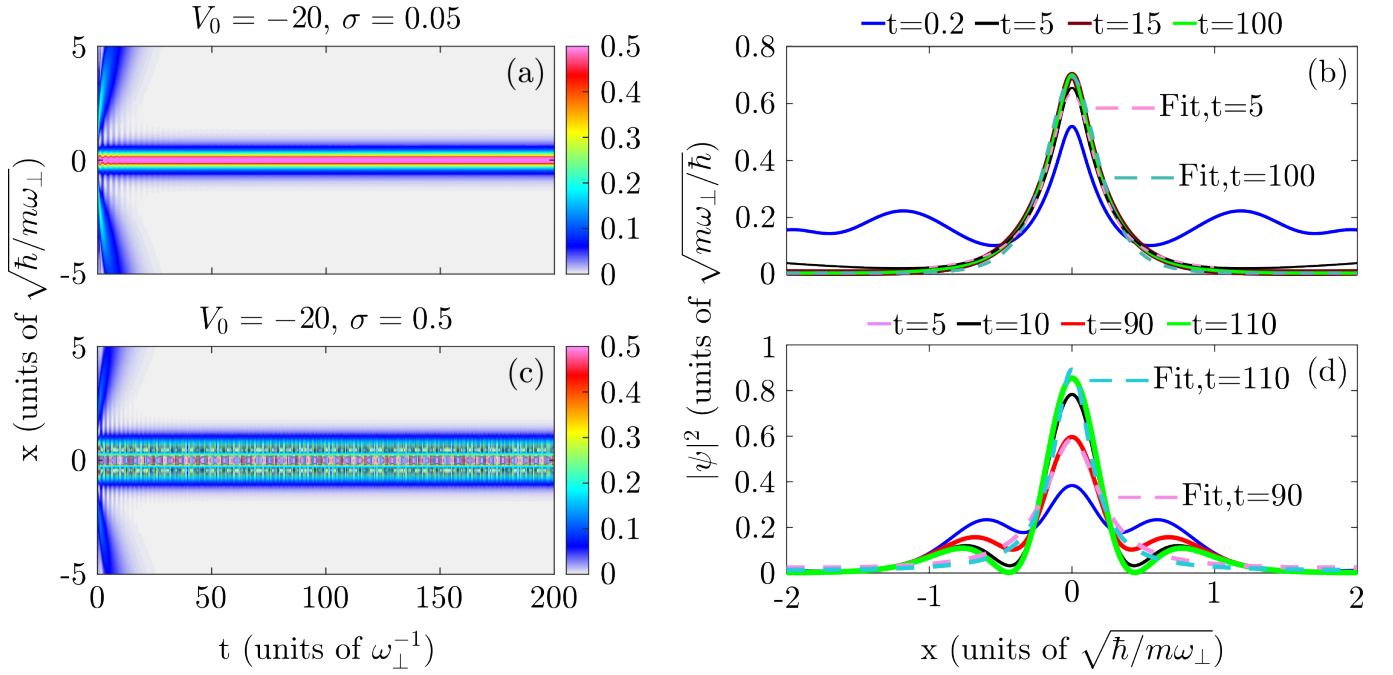 V₀ = −20, σ = 0.05
(a)
5
0
-5
0.5
0.4
0.3
0.2
0.1
0
t=0.2 t=5 t=15 t=100
(b)
0.8
0.6
0.4
0.2
0
Fit,t=5
Fit,t=100
V₀ = −20, σ = 0.5
(c)
5
0
-5
0.5
0.4
0.3
0.2
0.1
0
0 50 100 150 200
t (units of ω⊥⁻¹)
x (units of √ħ/mω⊥)
t=5 t=10 t=90 t=110
(d)
1
0.8
0.6
0.4
0.2
0
Fit,t=110
Fit,t=90
-2 -1 0 1 2
x (units of √ħ/mω⊥)
|ψ|² (units of √mω⊥/ħ)